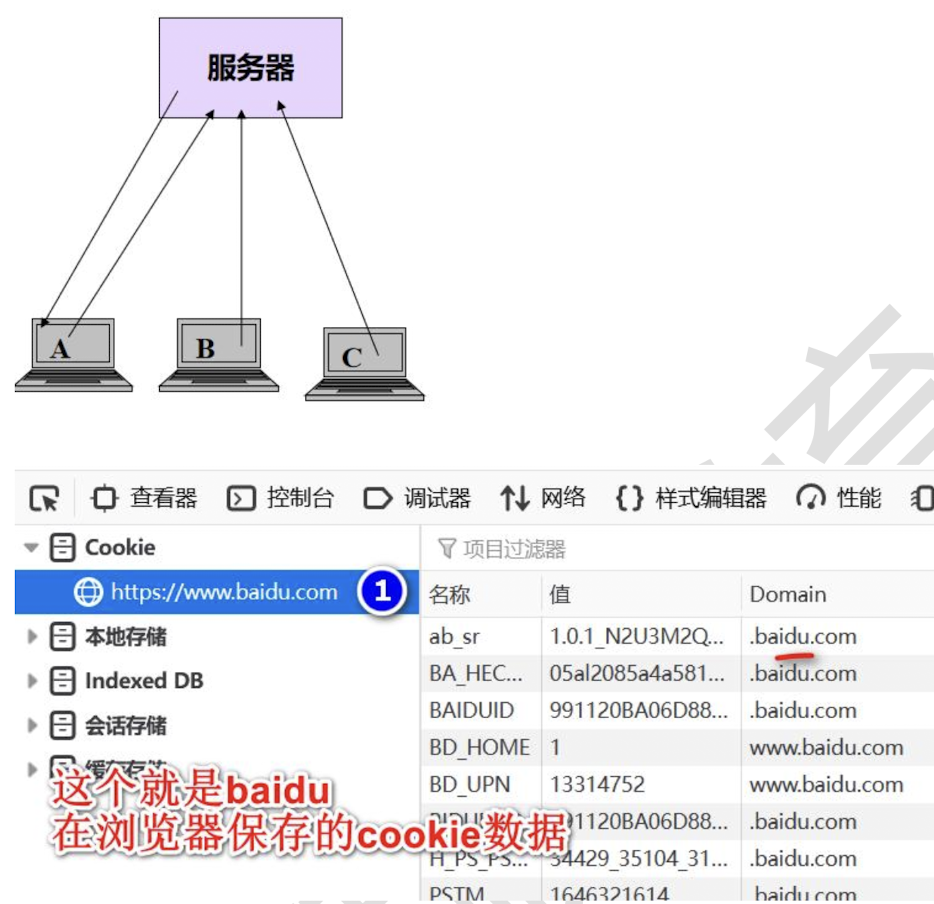 服务器
A
B
C
查看器 控制台 调试器 网络 {} 样式编辑器 性能
Cookie
项目过滤器
https://www.baidu.com 1
名称 值 Domain
本地存储
ab_sr 1.0.1_N2U3M2Q... .baidu.com
Indexed DB
BA_HEC... 05al2085a4a581... .baidu.com
会话存储
BAIDUID 991120BA06D88... .baidu.com
BD_HOME 1 www.baidu.com
缓存存储
BD_UPN 13314752 www.baidu.com
这个就是baidu
在浏览器保存的cookie数据
91120BA06D88... .baidu.com
H_PS_PS... 34429_35104_31... .baidu.com
PSTM 1646321614 .baidu.com